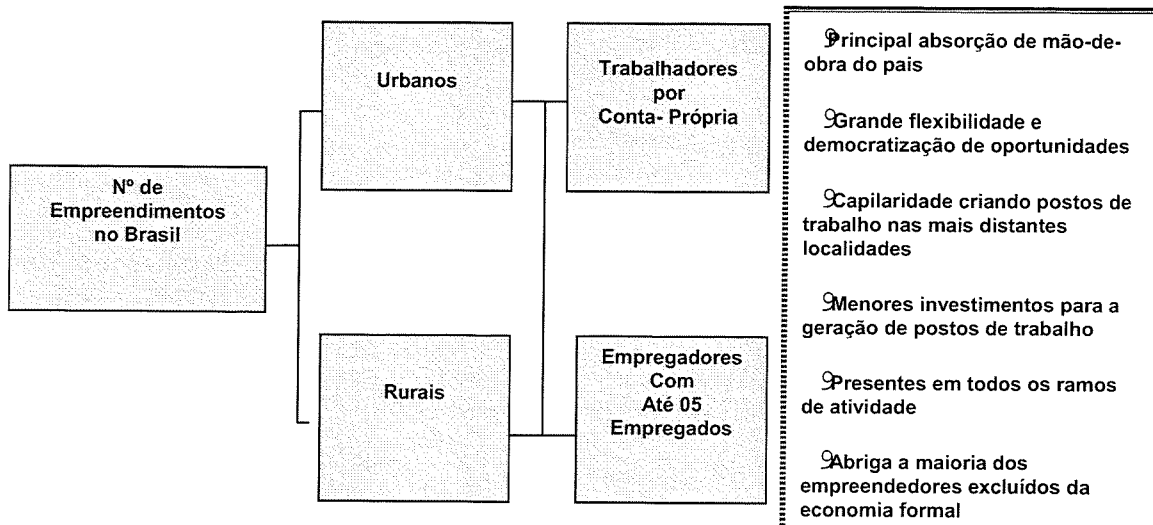 Nº de
Empreendimentos
no Brasil
Urbanos
Rurais
Trabalhadores
por
Conta- Própria
Empregadores
Com
Até 05
Empregados
Principal absorção de mão-de-
obra do pais
Grande flexibilidade e
democratização de oportunidades
Capilaridade criando postos de
trabalho nas mais distantes
localidades
Menores investimentos para a
geração de postos de trabalho
Presentes em todos os ramos
de atividade
Abriga a maioria dos
empreendedores excluídos da
economia formal